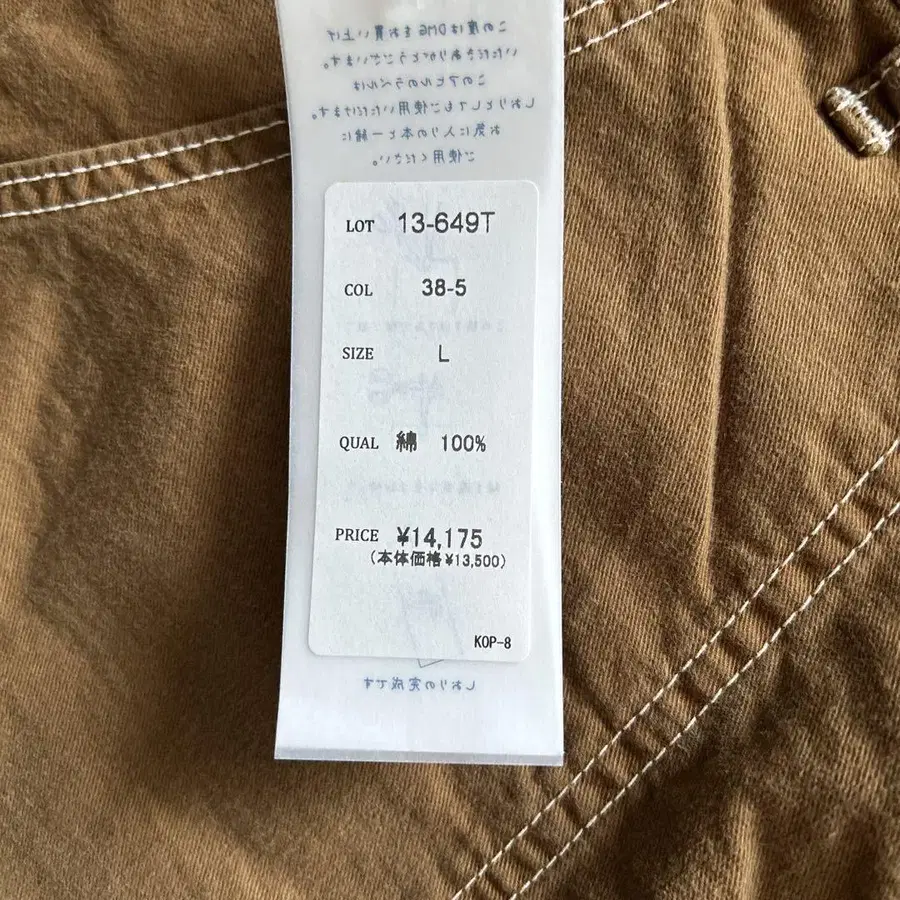 この度はDMGをお買い上げ
いただきありがとうございます。
このアヒルのラベルは
しおりとしてもご使用いただけます。
お気に入りの本と一緒に
ご使用ください。
LOT 13-649T
COL 38-5
SIZE L
QUAL 綿 100%
PRICE ¥14,175
(本体価格¥13,500)
KOP-8
しおりの完成です